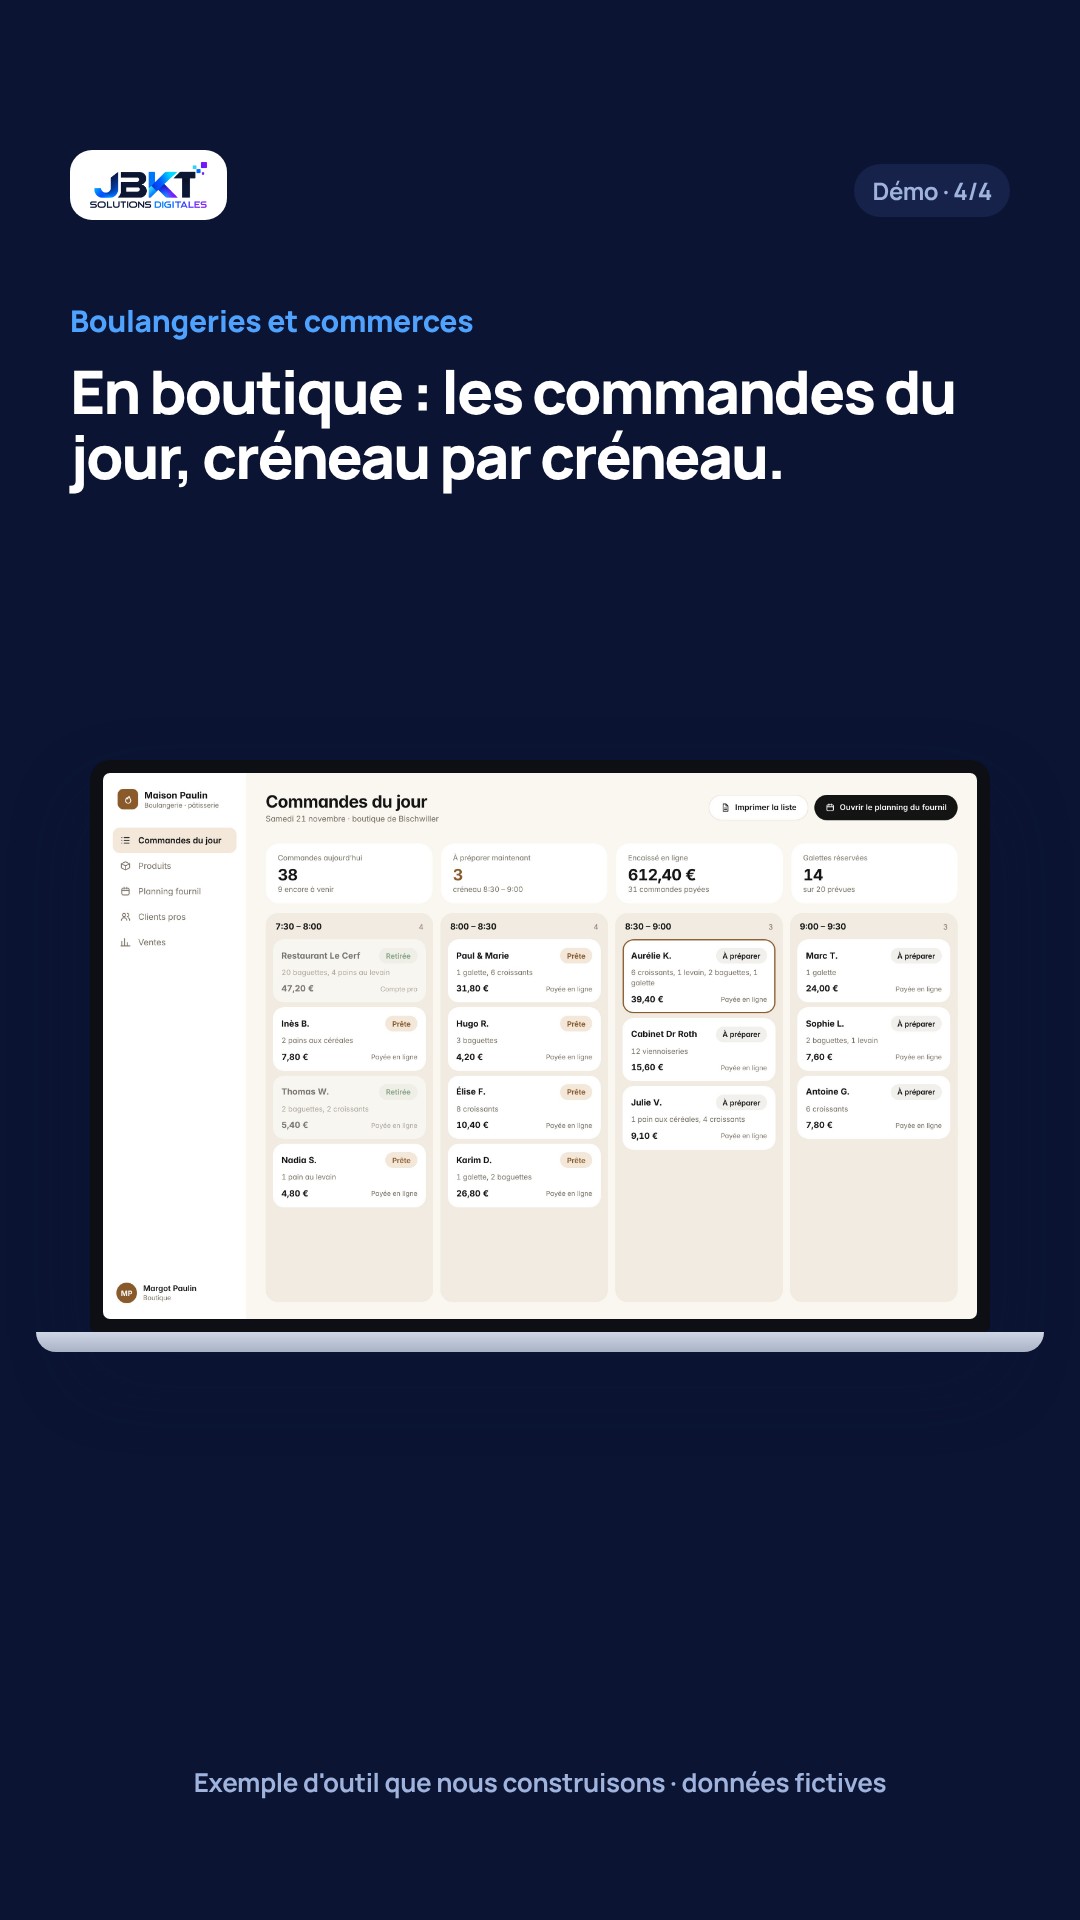 JBKT
SOLUTIONS DIGITALES
Démo · 4/4
Boulangeries et commerces
En boutique : les commandes du
jour, créneau par créneau.
Maison Paulin
Boulangerie · pâtisserie
Commandes du jour
Produits
Planning fournil
Clients pros
Ventes
MP
Margot Paulin
Boutique
Commandes du jour
Samedi 21 novembre · boutique de Bischwiller
Imprimer la liste
Ouvrir le planning du fournil
Commandes aujourd'hui
38
9 encore à venir
À préparer maintenant
3
créneau 8:30 – 9:00
Encaissé en ligne
612,40 €
31 commandes payées
Galettes réservées
14
sur 20 prévues
7:30 – 8:00 4
Restaurant Le Cerf Retirée
20 baguettes, 4 pains au levain
47,20 € Compte pro
Inès B. Prête
2 pains aux céréales
7,80 € Payée en ligne
Thomas W. Retirée
2 baguettes, 2 croissants
5,40 € Payée en ligne
Nadia S. Prête
1 pain au levain
4,80 € Payée en ligne
8:00 – 8:30 4
Paul & Marie Prête
1 galette, 6 croissants
31,80 € Payée en ligne
Hugo R. Prête
3 baguettes
4,20 € Payée en ligne
Élise F. Prête
8 croissants
10,40 € Payée en ligne
Karim D. Prête
1 galette, 2 baguettes
26,80 € Payée en ligne
8:30 – 9:00 3
Aurélie K. À préparer
6 croissants, 1 levain, 2 baguettes, 1
galette
39,40 € Payée en ligne
Cabinet Dr Roth À préparer
12 viennoiseries
15,60 € Payée en ligne
Julie V. À préparer
1 pain aux céréales, 4 croissants
9,10 € Payée en ligne
9:00 – 9:30 3
Marc T. À préparer
1 galette
24,00 € Payée en ligne
Sophie L. À préparer
2 baguettes, 1 levain
7,60 € Payée en ligne
Antoine G. À préparer
6 croissants
7,80 € Payée en ligne
Exemple d'outil que nous construisons · données fictives